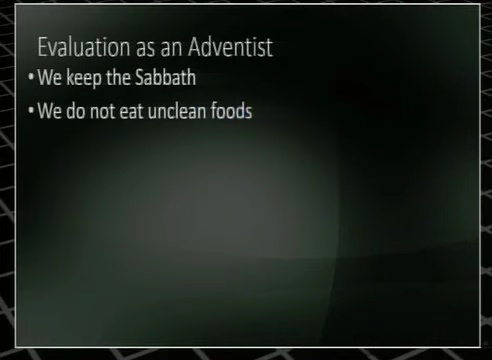 Evaluation as an Adventist
•We keep the Sabbath
•We do not eat unclean foods